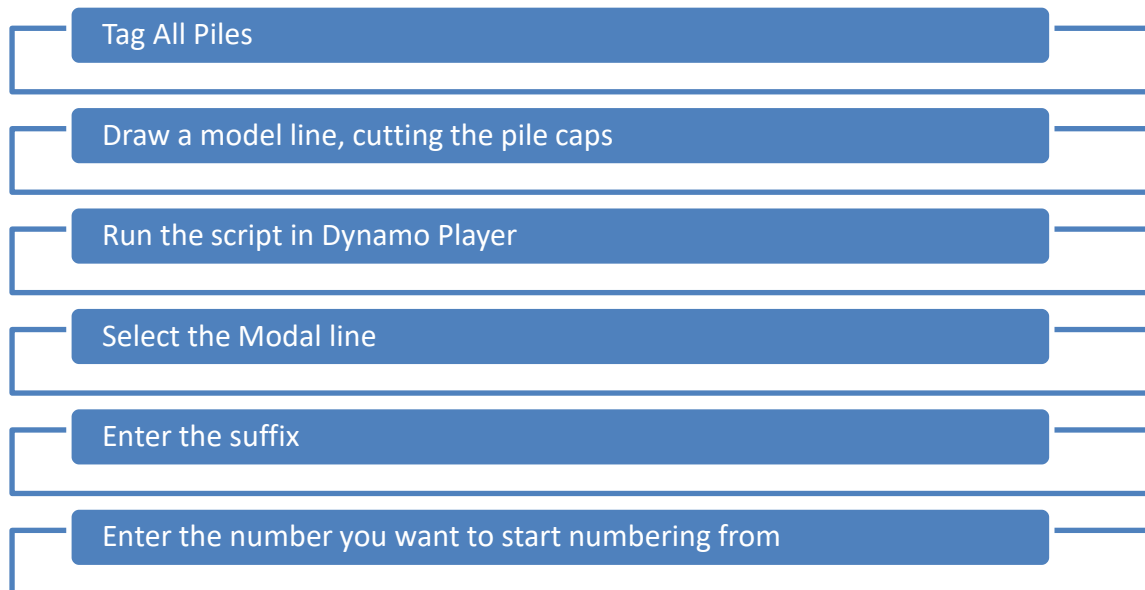 Tag All Piles
Draw a model line, cutting the pile caps
Run the script in Dynamo Player
Select the Modal line
Enter the suffix
Enter the number you want to start numbering from